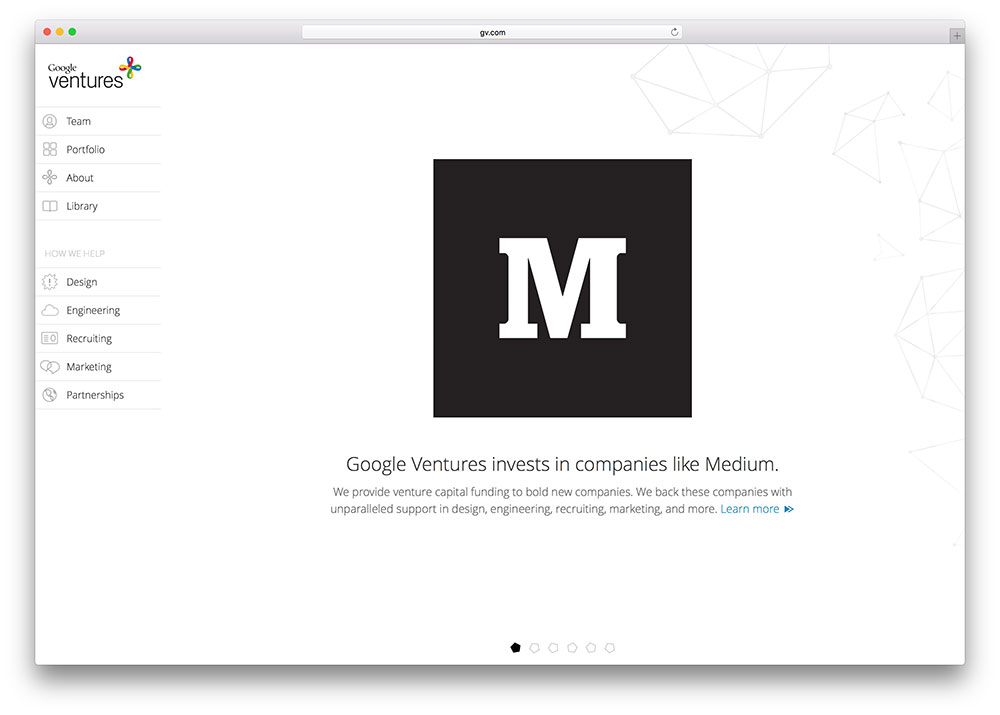 gv.com
Google
ventures
Team
Portfolio
About
Library
HOW WE HELP
Design
Engineering
Recruiting
Marketing
Partnerships
M
Google Ventures invests in companies like Medium.
We provide venture capital funding to bold new companies. We back these companies with
unparalleled support in design, engineering, recruiting, marketing, and more. Learn more